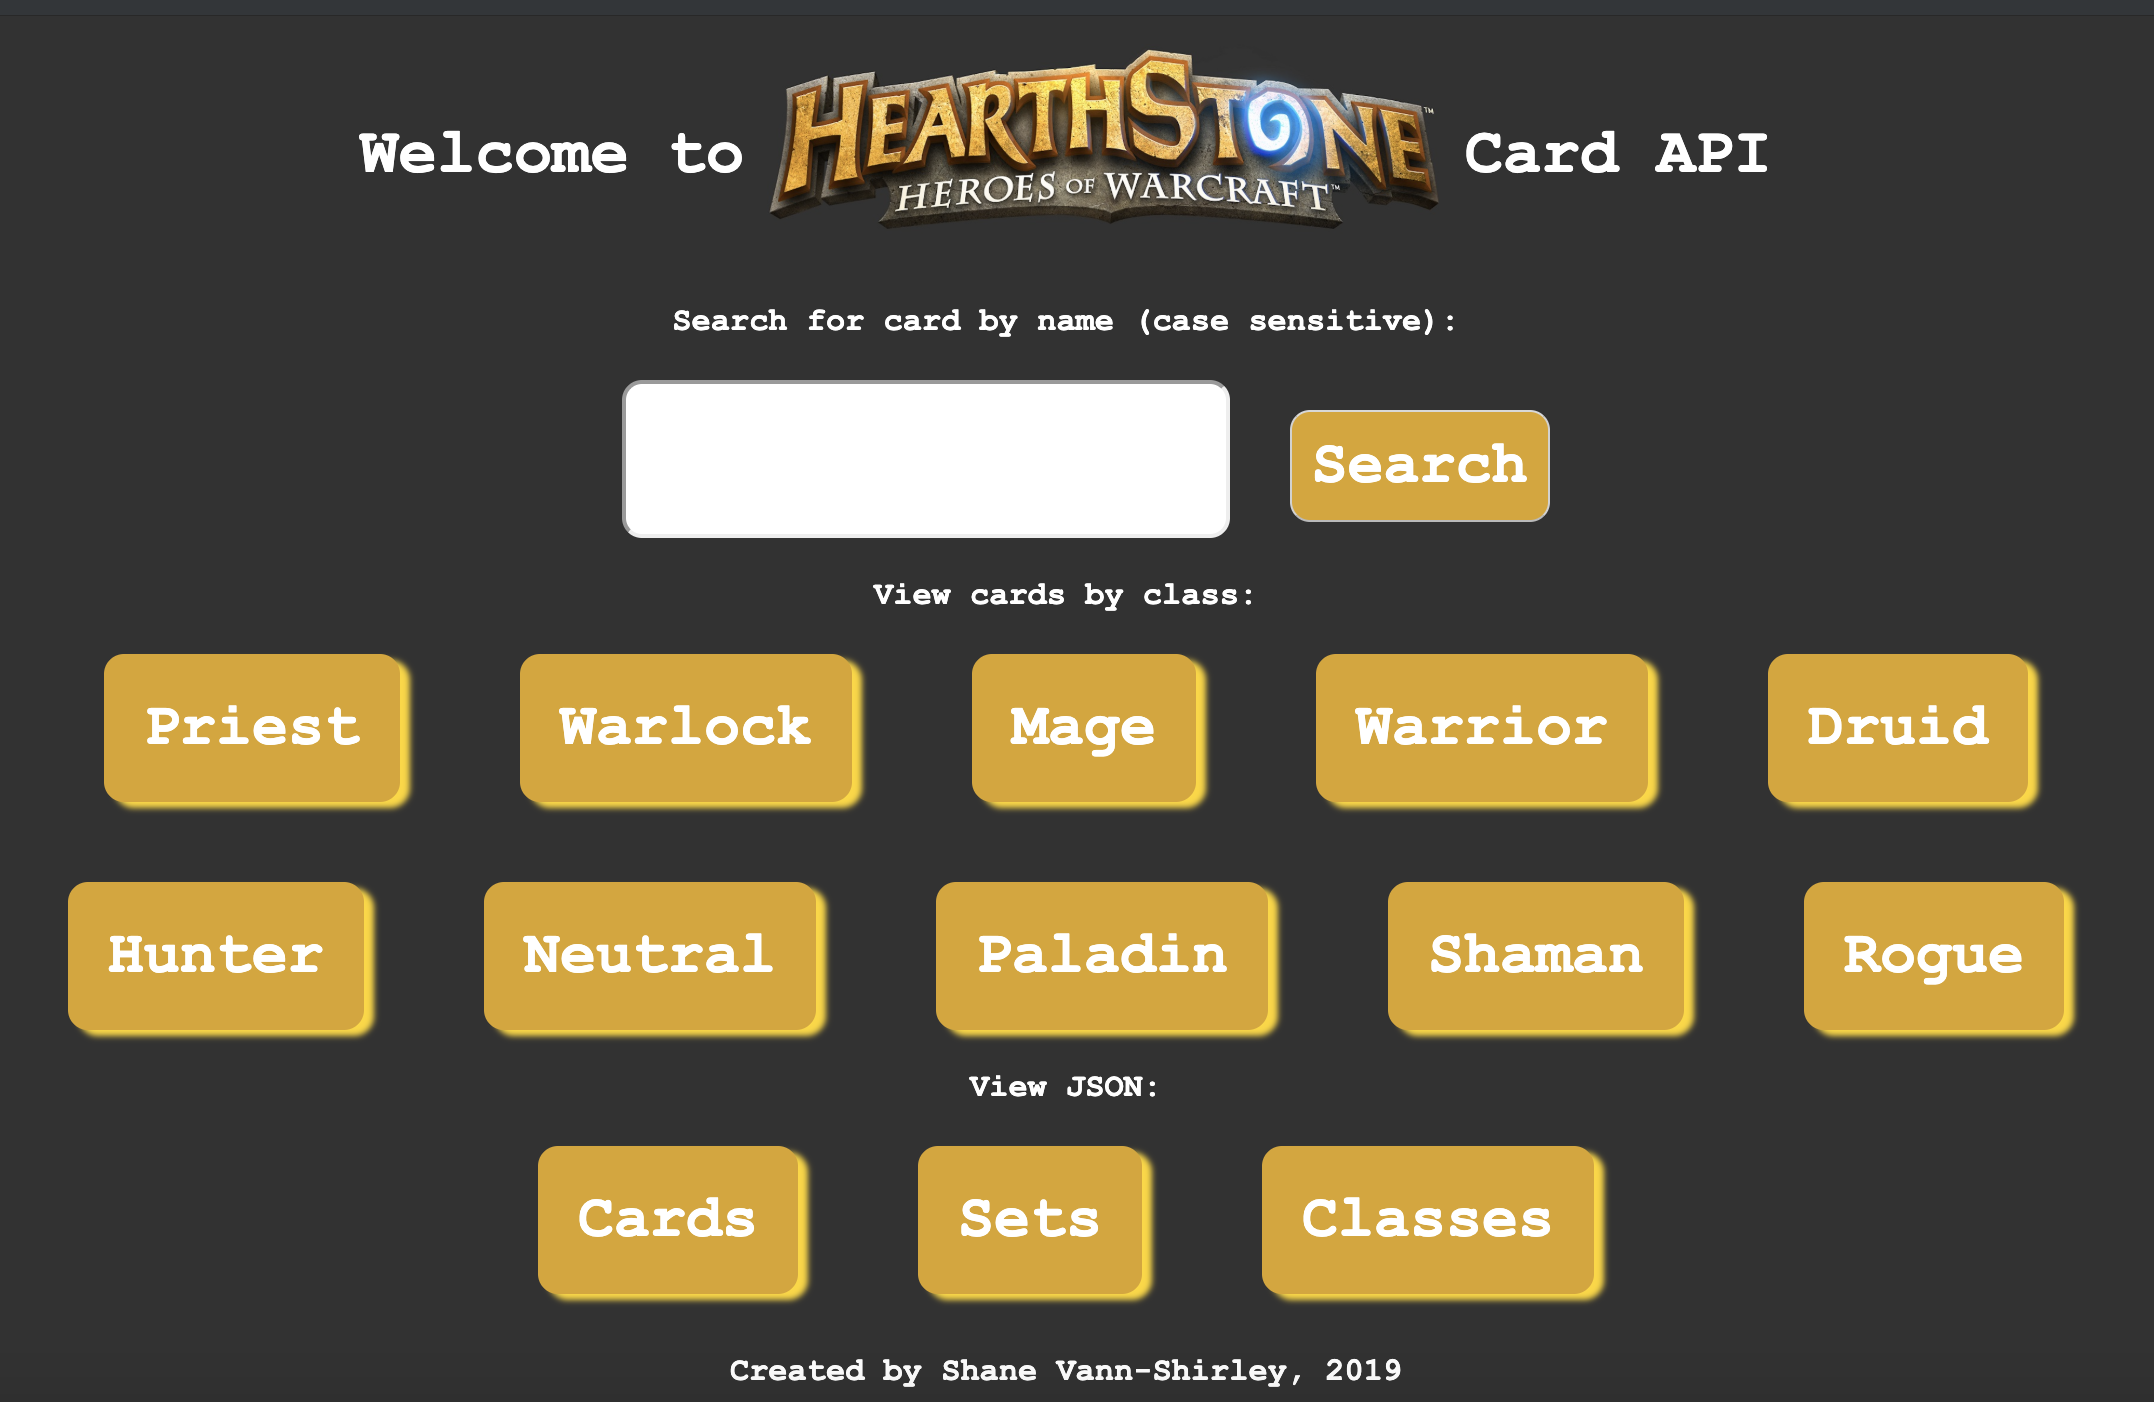 Welcome to HEARTHSTONE™ Card API
HEROES OF WARCRAFT™
Search for card by name (case sensitive):
Search
View cards by class:
Priest Warlock Mage Warrior Druid
Hunter Neutral Paladin Shaman Rogue
View JSON:
Cards Sets Classes
Created by Shane Vann-Shirley, 2019